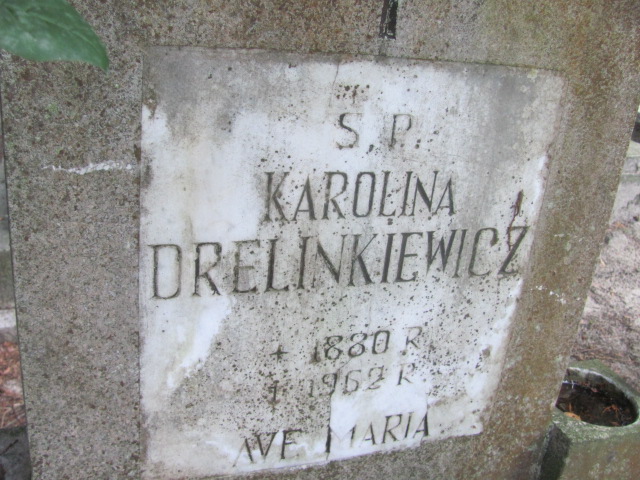 Ś.P.
KAROLINA
DRELINKIEWICZ
+ 1880 R.
† 1962 R.
AVE MARIA